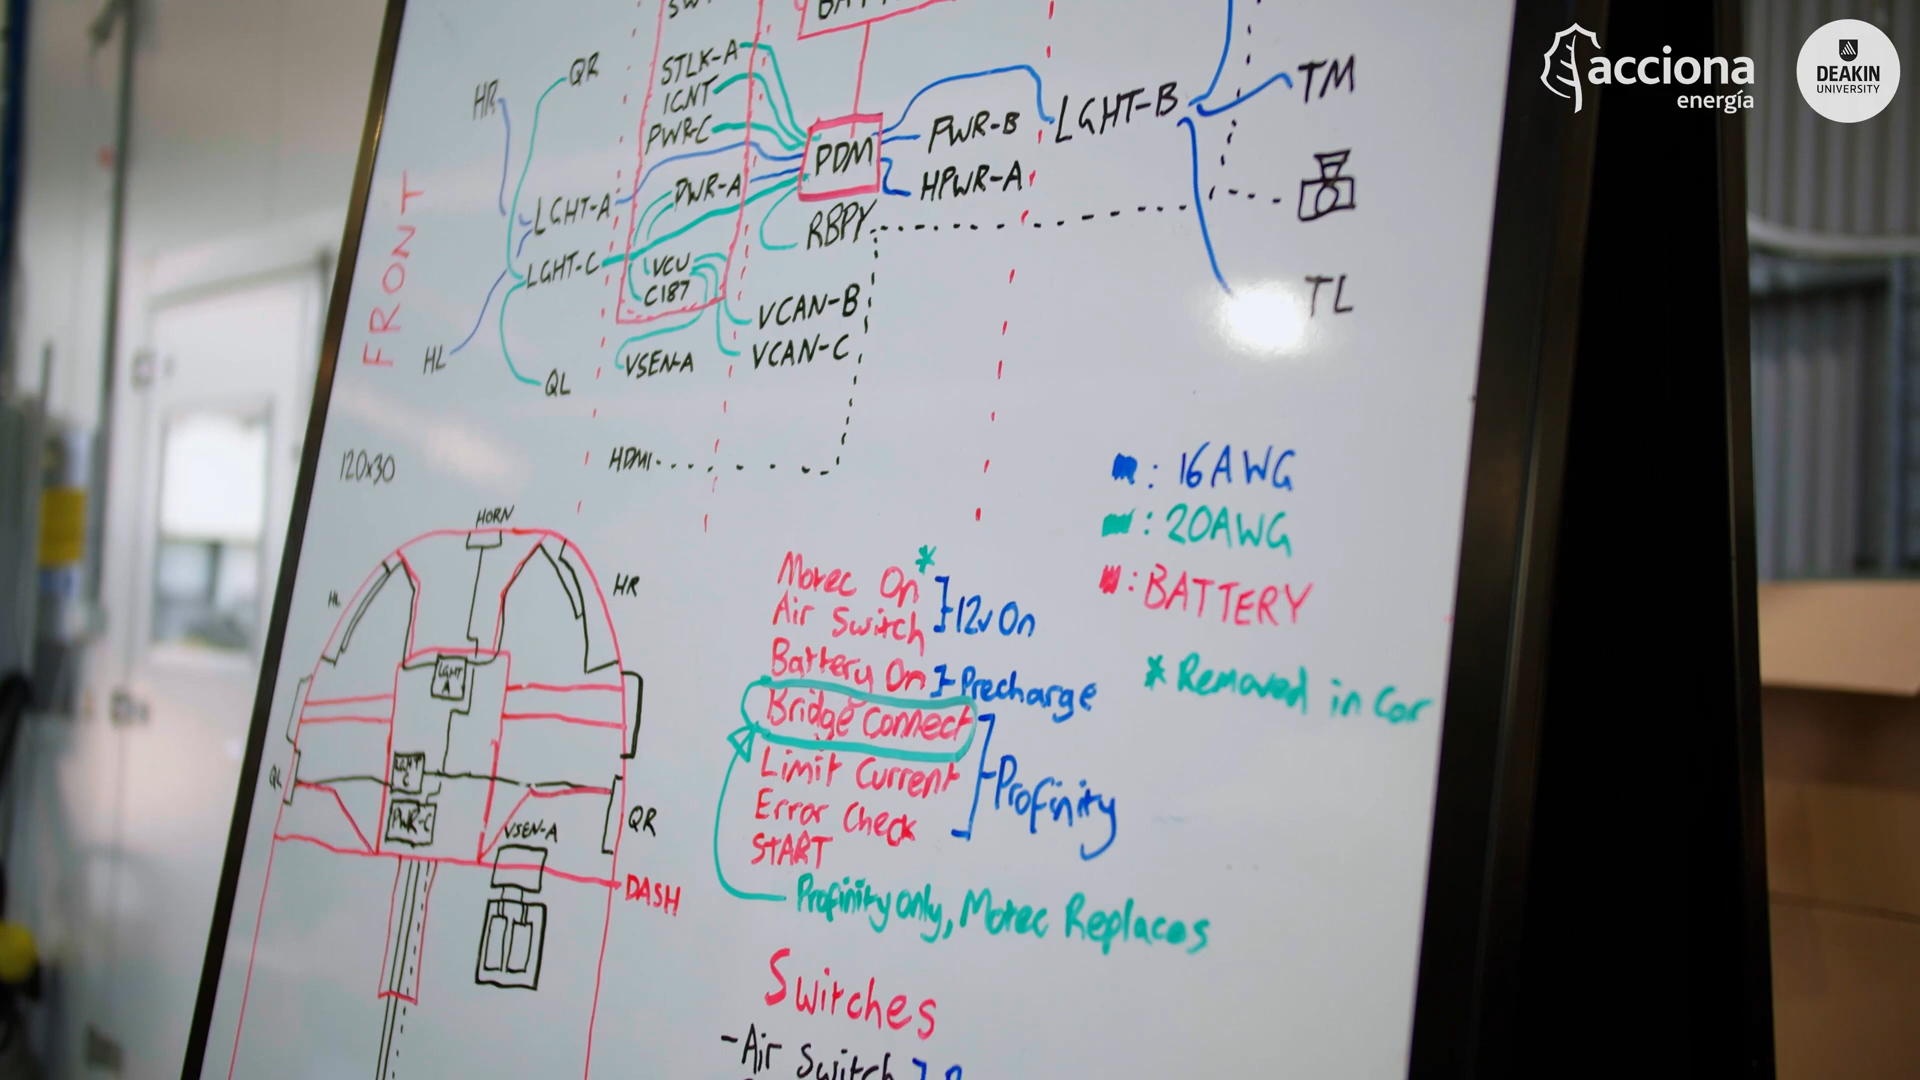 acciona
energía
DEAKIN
UNIVERSITY
QR
HR
STLK-A
ICNT
PWR-C
PWR-A
PDM
PWR-B
HPWR-A
LGHT-B
TM
LGHT-A
LGHT-C
RBPY
VCU
C187
VCAN-B
VCAN-C
VSEN-A
TL
FRONT
HL
QL
HDMI
120x30
: 16AWG
: 20AWG
: BATTERY
* Removed in Car
HORN
HL
HR
LGHT
A
QL
LGHT
C
PWR-C
VSEN-A
QR
DASH
Motec On *
Air Switch
12v On
Battery On
Precharge
Bridge Connect
Limit Current
Error Check
START
Profinity
Profinity only, Motec Replaces
Switches
-Air Switch